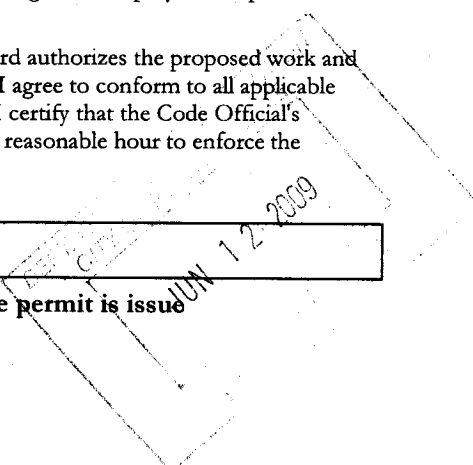 rd authorizes the proposed work and
I agree to conform to all applicable
I certify that the Code Official's
reasonable hour to enforce the
JUN 12 2009
e permit is issue